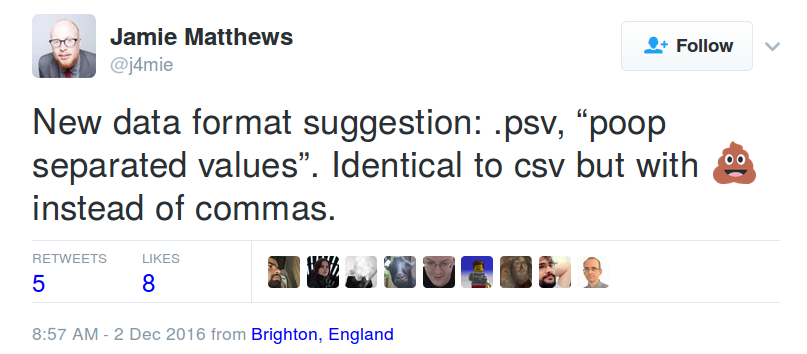 Jamie Matthews
@j4mie
Follow
New data format suggestion: .psv, “poop
separated values”. Identical to csv but with 💩
instead of commas.
RETWEETS LIKES
5 8
8:57 AM - 2 Dec 2016 from Brighton, England